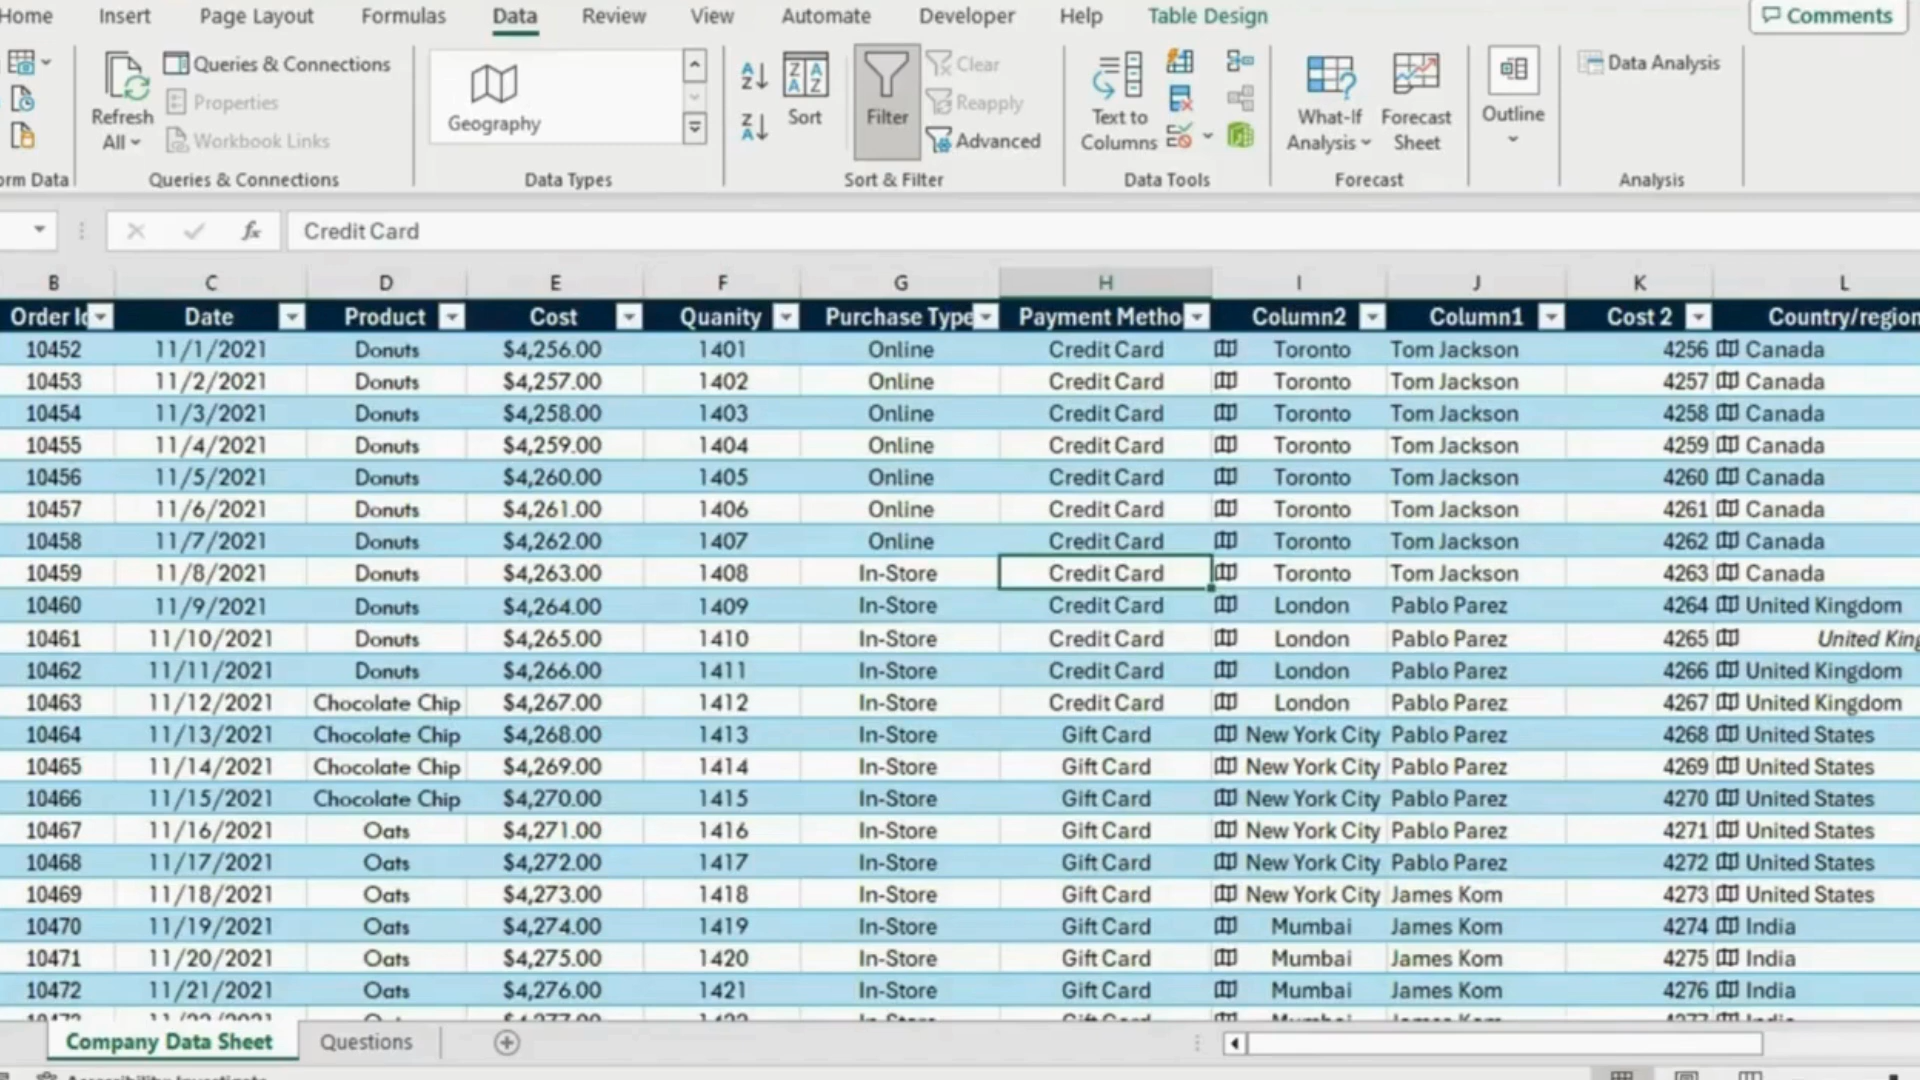 Home Insert Page Layout Formulas Data Review View Automate Developer Help Table Design Comments
Refresh All
Queries & Connections
Properties
Workbook Links
Geography
Sort
Filter
Clear
Reapply
Advanced
Text to Columns
What-If Analysis
Forecast Sheet
Outline
Data Analysis
orm Data Queries & Connections Data Types Sort & Filter Data Tools Forecast Analysis
fx Credit Card
B C D E F G H I J K L
Order Id Date Product Cost Quanity Purchase Type Payment Metho Column2 Column1 Cost 2 Country/region
10452 11/1/2021 Donuts $4,256.00 1401 Online Credit Card Toronto Tom Jackson 4256 Canada
10453 11/2/2021 Donuts $4,257.00 1402 Online Credit Card Toronto Tom Jackson 4257 Canada
10454 11/3/2021 Donuts $4,258.00 1403 Online Credit Card Toronto Tom Jackson 4258 Canada
10455 11/4/2021 Donuts $4,259.00 1404 Online Credit Card Toronto Tom Jackson 4259 Canada
10456 11/5/2021 Donuts $4,260.00 1405 Online Credit Card Toronto Tom Jackson 4260 Canada
10457 11/6/2021 Donuts $4,261.00 1406 Online Credit Card Toronto Tom Jackson 4261 Canada
10458 11/7/2021 Donuts $4,262.00 1407 Online Credit Card Toronto Tom Jackson 4262 Canada
10459 11/8/2021 Donuts $4,263.00 1408 In-Store Credit Card Toronto Tom Jackson 4263 Canada
10460 11/9/2021 Donuts $4,264.00 1409 In-Store Credit Card London Pablo Parez 4264 United Kingdom
10461 11/10/2021 Donuts $4,265.00 1410 In-Store Credit Card London Pablo Parez 4265 United King
10462 11/11/2021 Donuts $4,266.00 1411 In-Store Credit Card London Pablo Parez 4266 United Kingdom
10463 11/12/2021 Chocolate Chip $4,267.00 1412 In-Store Credit Card London Pablo Parez 4267 United Kingdom
10464 11/13/2021 Chocolate Chip $4,268.00 1413 In-Store Gift Card New York City Pablo Parez 4268 United States
10465 11/14/2021 Chocolate Chip $4,269.00 1414 In-Store Gift Card New York City Pablo Parez 4269 United States
10466 11/15/2021 Chocolate Chip $4,270.00 1415 In-Store Gift Card New York City Pablo Parez 4270 United States
10467 11/16/2021 Oats $4,271.00 1416 In-Store Gift Card New York City Pablo Parez 4271 United States
10468 11/17/2021 Oats $4,272.00 1417 In-Store Gift Card New York City Pablo Parez 4272 United States
10469 11/18/2021 Oats $4,273.00 1418 In-Store Gift Card New York City James Kom 4273 United States
10470 11/19/2021 Oats $4,274.00 1419 In-Store Gift Card Mumbai James Kom 4274 India
10471 11/20/2021 Oats $4,275.00 1420 In-Store Gift Card Mumbai James Kom 4275 India
10472 11/21/2021 Oats $4,276.00 1421 In-Store Gift Card Mumbai James Kom 4276 India
Company Data Sheet Questions